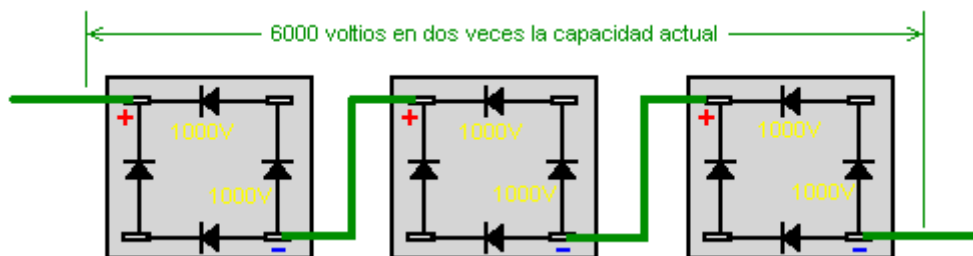 6000 voltios en dos veces la capacidad actual
+ + +
1000V 1000V 1000V
1000V 1000V 1000V
- - -